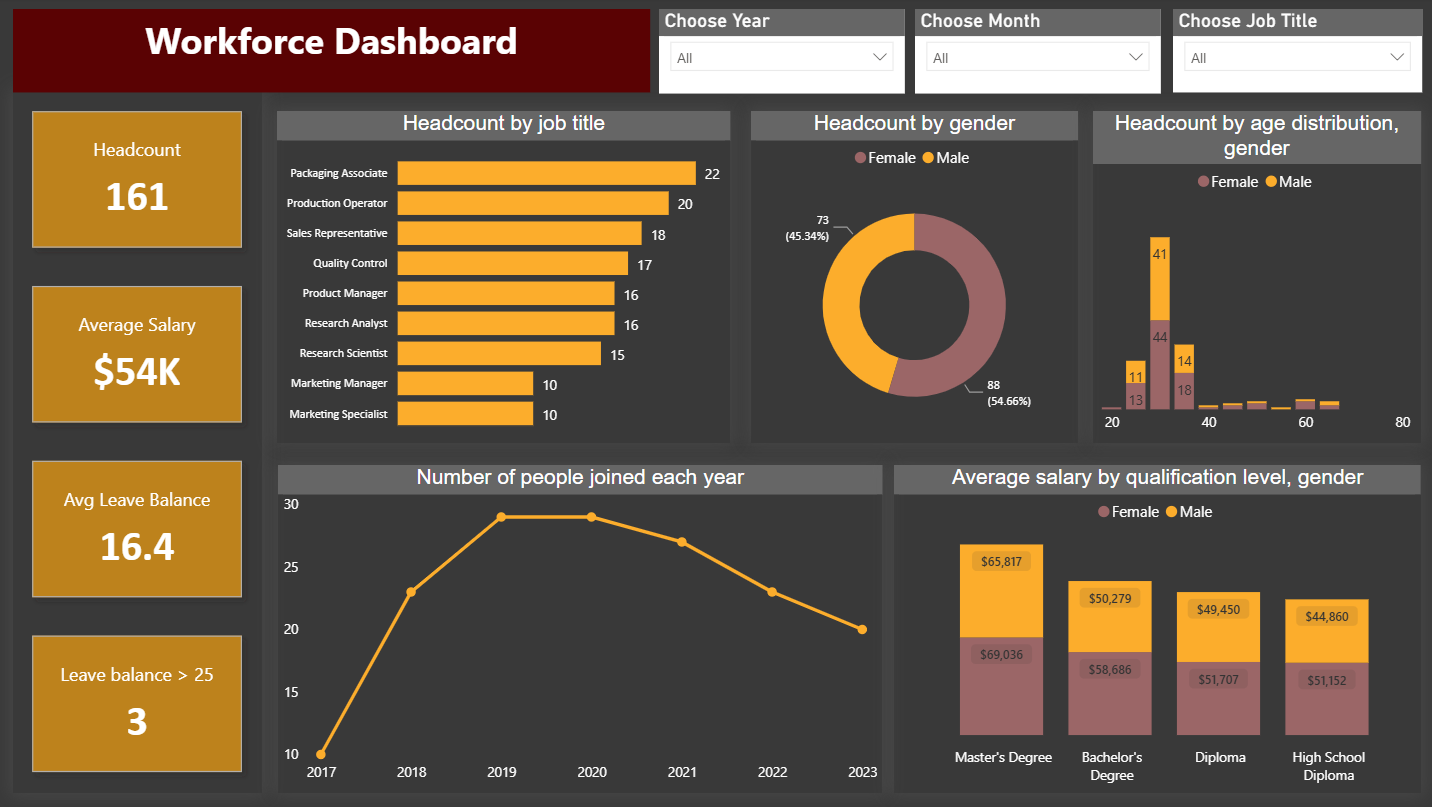 Workforce Dashboard
Choose Year
All
Choose Month
All
Choose Job Title
All
Headcount
161
Average Salary
$54K
Avg Leave Balance
16.4
Leave balance > 25
3
Headcount by job title
Packaging Associate 22
Production Operator 20
Sales Representative 18
Quality Control 17
Product Manager 16
Research Analyst 16
Research Scientist 15
Marketing Manager 10
Marketing Specialist 10
Headcount by gender
Female Male
73
(45.34%)
88
(54.66%)
Headcount by age distribution,
gender
Female Male
41
44
14
11
18
13
20 40 60 80
Number of people joined each year
30
25
20
15
10
2017 2018 2019 2020 2021 2022 2023
Average salary by qualification level, gender
Female Male
$65,817
$50,279
$49,450
$44,860
$69,036
$58,686
$51,707
$51,152
Master's Degree
Bachelor's
Degree
Diploma
High School
Diploma